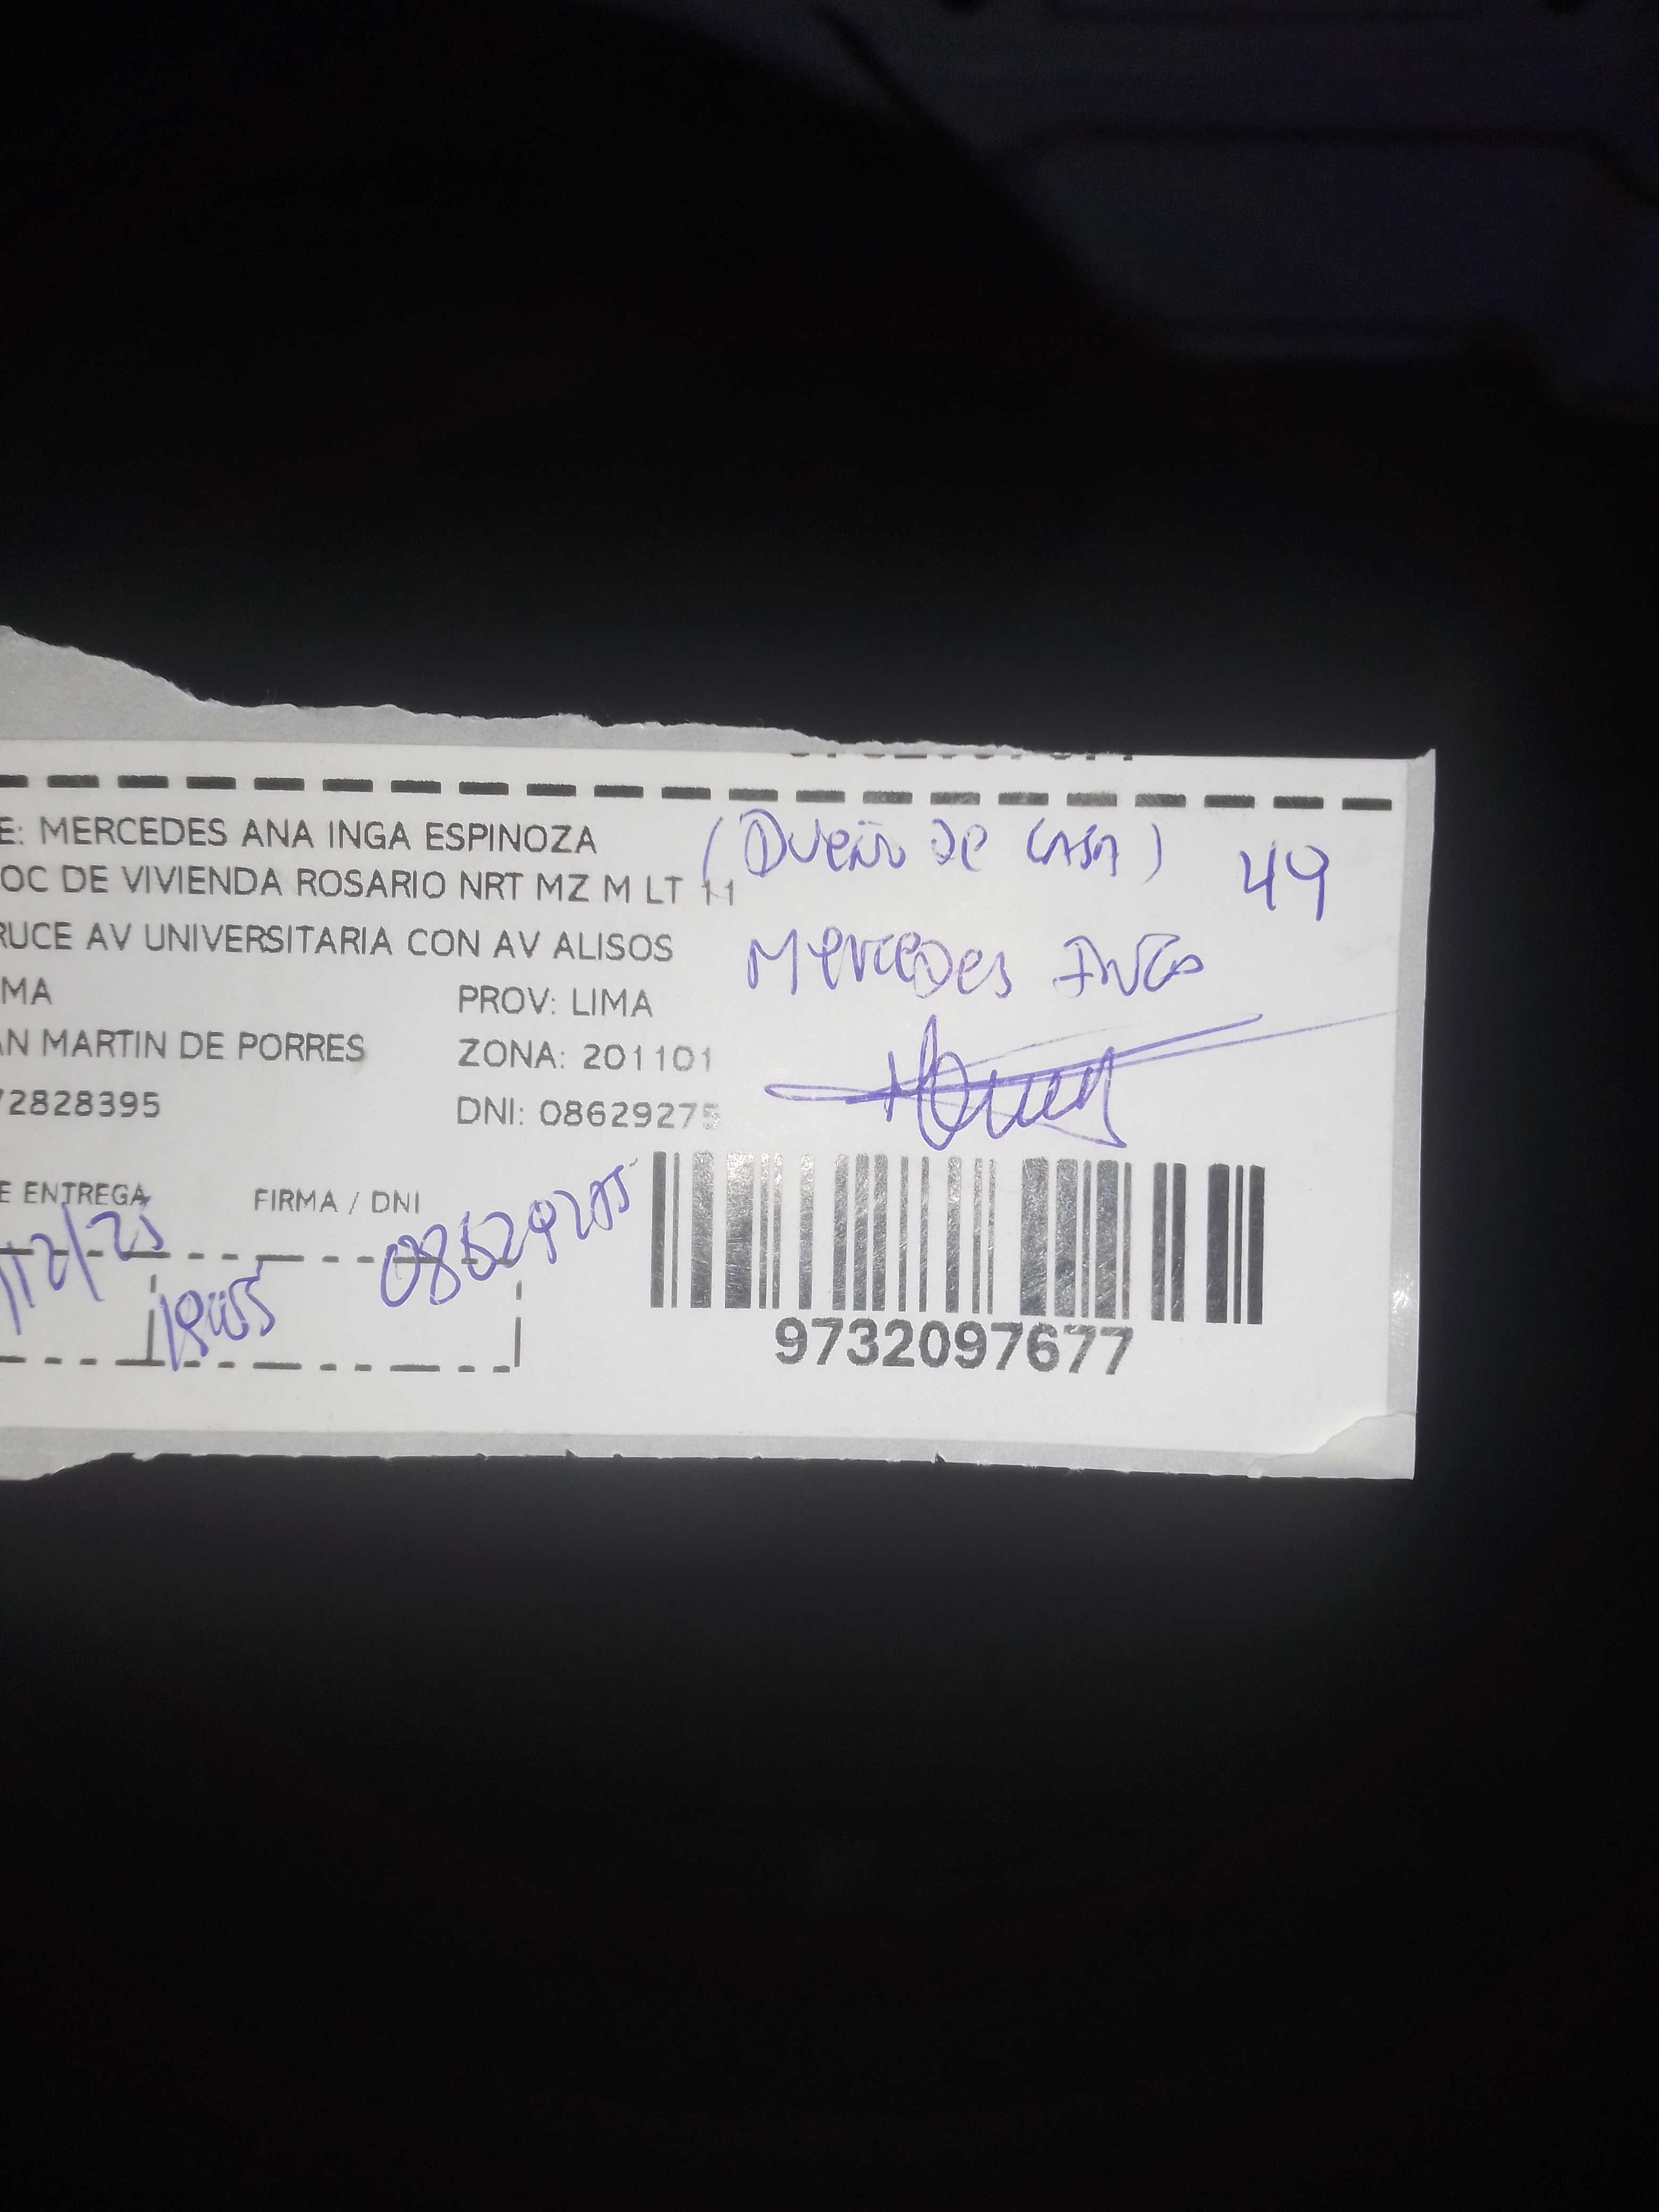 E: MERCEDES ANA INGA ESPINOZA
(Dueño de CASA) 49
OC DE VIVIENDA ROSARIO NRT MZ M LT 11
RUCE AV UNIVERSITARIA CON AV ALISOS
Mercedes INGA
MA PROV: LIMA
AN MARTIN DE PORRES ZONA: 201101
72828395 DNI: 08629275
E ENTREGA FIRMA / DNI
/12/23
9732097677